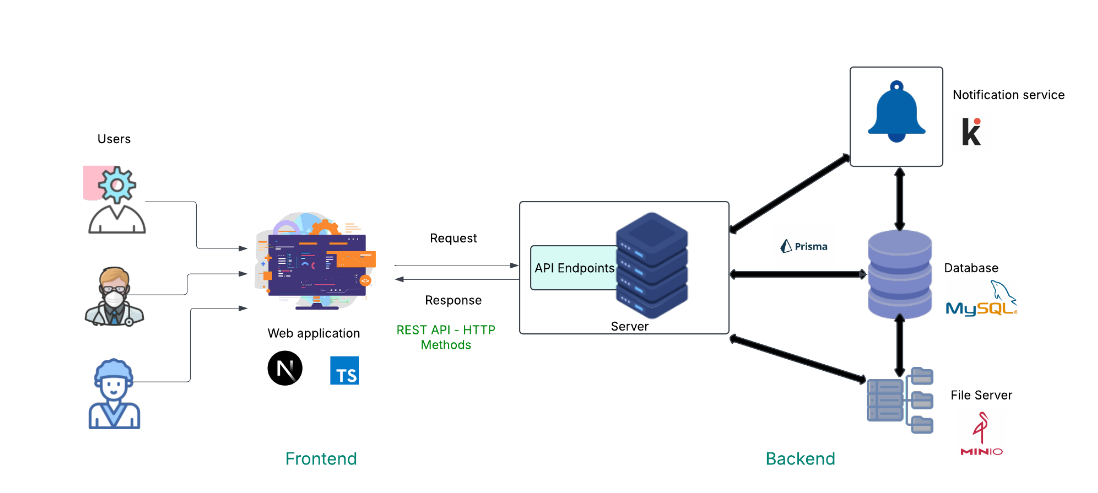 Users
Web application
N
TS
Request
Response
REST API - HTTP
Methods
API Endpoints
Server
Prisma
Notification service
k
Database
MySQL
File Server
MINIO
Frontend
Backend